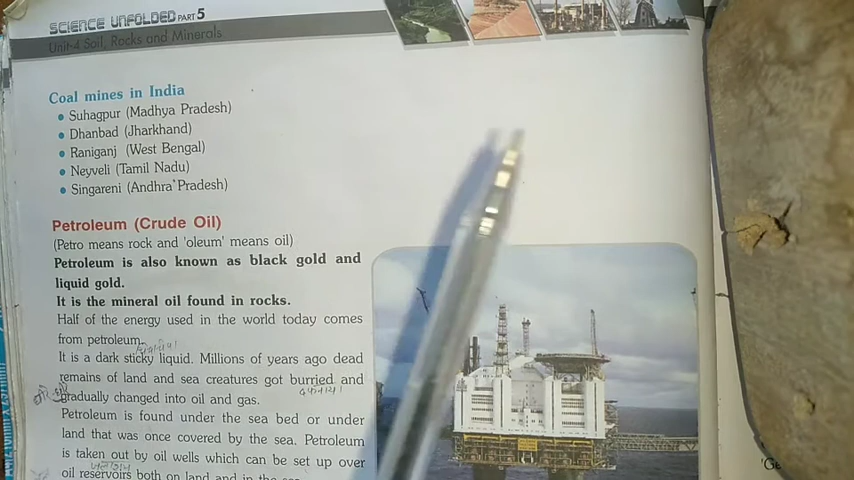 SCIENCE UNFOLDED PART 5
Unit-4 Soil, Rocks and Minerals
Coal mines in India
• Suhagpur (Madhya Pradesh)
• Dhanbad (Jharkhand)
• Raniganj (West Bengal)
• Neyveli (Tamil Nadu)
• Singareni (Andhra Pradesh)
Petroleum (Crude Oil)
(Petro means rock and 'oleum' means oil)
Petroleum is also known as black gold and
liquid gold.
It is the mineral oil found in rocks.
Half of the energy used in the world today comes
from petroleum.
It is a dark sticky liquid. Millions of years ago dead
remains of land and sea creatures got burried and
gradually changed into oil and gas.
Petroleum is found under the sea bed or under
land that was once covered by the sea. Petroleum
is taken out by oil wells which can be set up over
oil reservoirs both on land and in the sea.